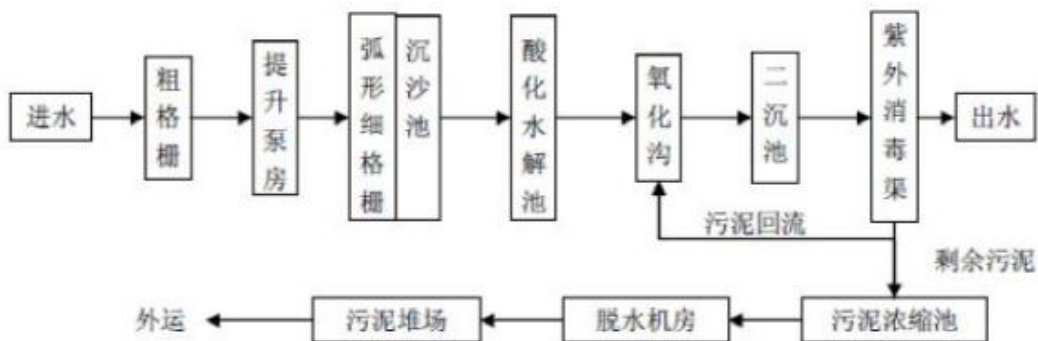 进水
粗格栅
提升泵房
弧形细格栅
沉沙池
酸化水解池
氧化沟
二沉池
紫外消毒渠
出水
污泥回流
剩余污泥
外运
污泥堆场
脱水机房
污泥浓缩池